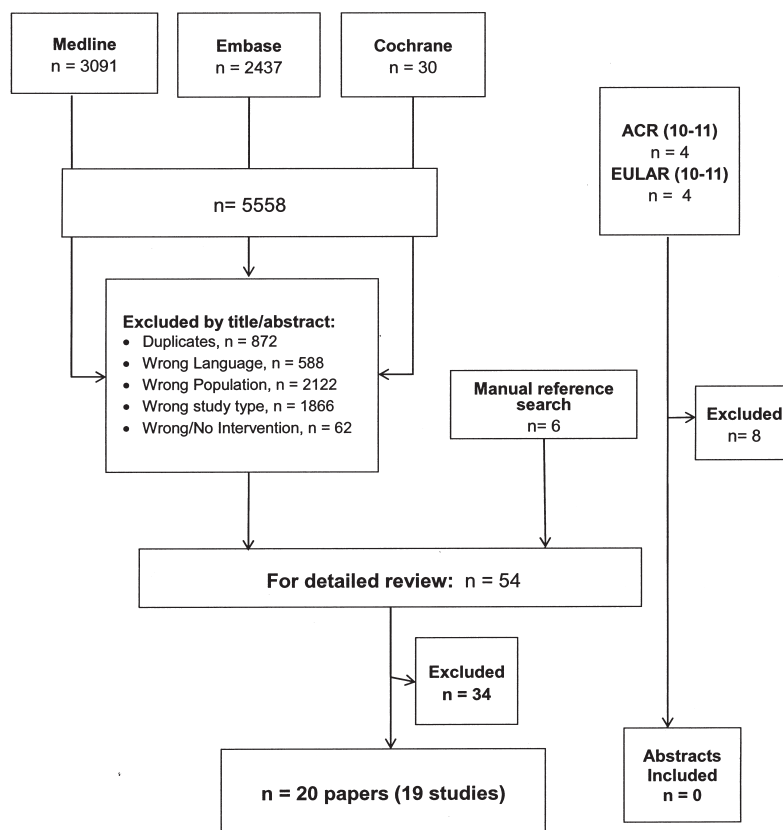 Medline
n = 3091
Embase
n = 2437
Cochrane
n = 30
ACR (10-11)
n = 4
EULAR (10-11)
n = 4
n= 5558
Excluded by title/abstract:
• Duplicates, n = 872
• Wrong Language, n = 588
• Wrong Population, n = 2122
• Wrong study type, n = 1866
• Wrong/No Intervention, n = 62
Manual reference
search
n= 6
Excluded
n= 8
For detailed review: n = 54
Excluded
n = 34
Abstracts
Included
n = 0
n = 20 papers (19 studies)